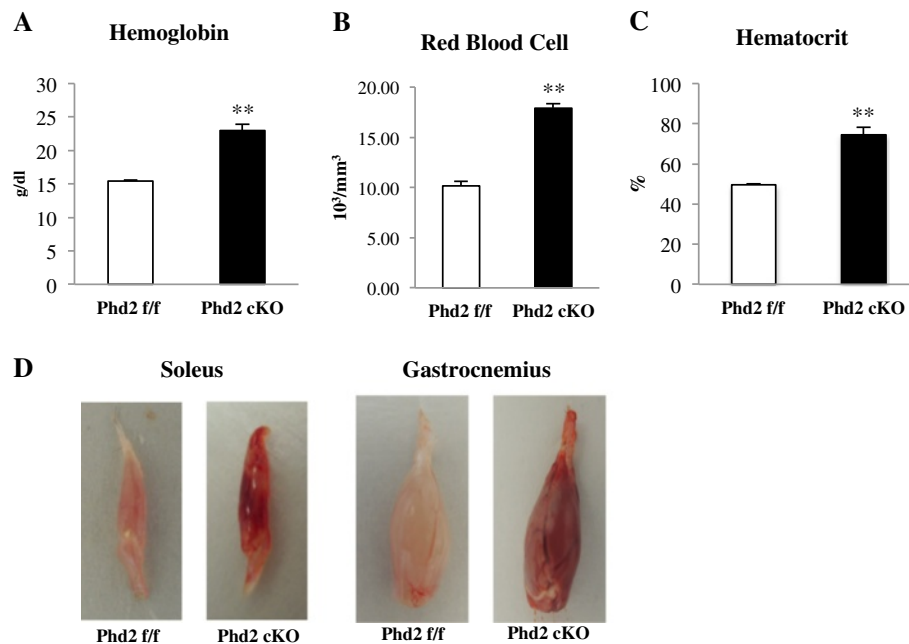 A
Hemoglobin
g/dl
35
30
25
20
15
10
5
0
**
Phd2 f/f
Phd2 cKO
B
Red Blood Cell
10³/mm³
20.00
15.00
10.00
5.00
0.00
**
Phd2 f/f
Phd2 cKO
C
Hematocrit
%
100
80
60
40
20
0
**
Phd2 f/f
Phd2 cKO
D
Soleus
Gastrocnemius
Phd2 f/f
Phd2 cKO
Phd2 f/f
Phd2 cKO